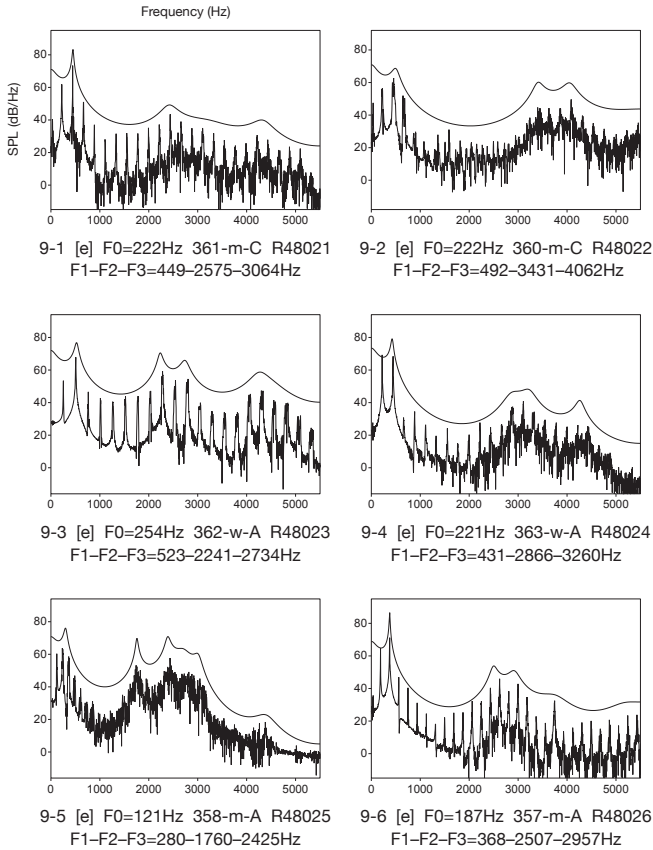 Frequency (Hz)
SPL (dB/Hz)
80
60
40
20
0
0 1000 2000 3000 4000 5000
80
60
40
20
0
0 1000 2000 3000 4000 5000
9-1 [e] F0=222Hz 361-m-C R48021
F1–F2–F3=449–2575–3064Hz
9-2 [e] F0=222Hz 360-m-C R48022
F1–F2–F3=492–3431–4062Hz
80
60
40
20
0
0 1000 2000 3000 4000 5000
80
60
40
20
0
0 1000 2000 3000 4000 5000
9-3 [e] F0=254Hz 362-w-A R48023
F1–F2–F3=523–2241–2734Hz
9-4 [e] F0=221Hz 363-w-A R48024
F1–F2–F3=431–2866–3260Hz
80
60
40
20
0
0 1000 2000 3000 4000 5000
80
60
40
20
0
0 1000 2000 3000 4000 5000
9-5 [e] F0=121Hz 358-m-A R48025
F1–F2–F3=280–1760–2425Hz
9-6 [e] F0=187Hz 357-m-A R48026
F1–F2–F3=368–2507–2957Hz